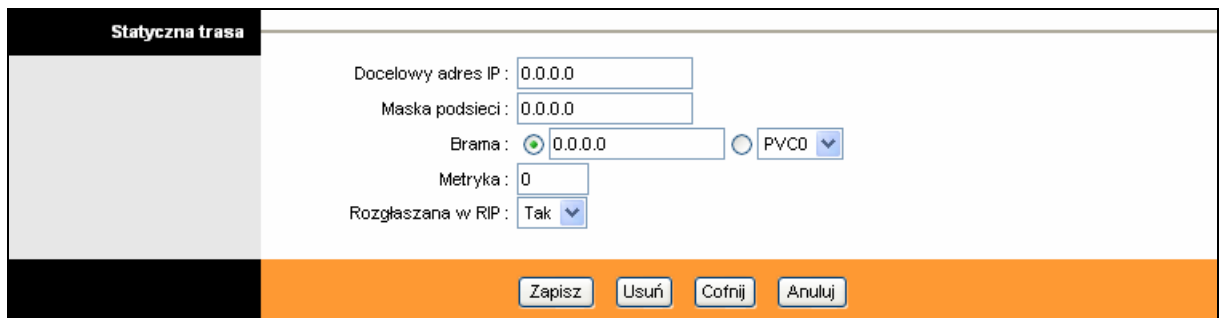 Statyczna trasa
Docelowy adres IP : 0.0.0.0
Maska podsieci : 0.0.0.0
Brama : 0.0.0.0 PVC0
Metryka : 0
Rozgłaszana w RIP : Tak
Zapisz Usuń Cofnij Anuluj